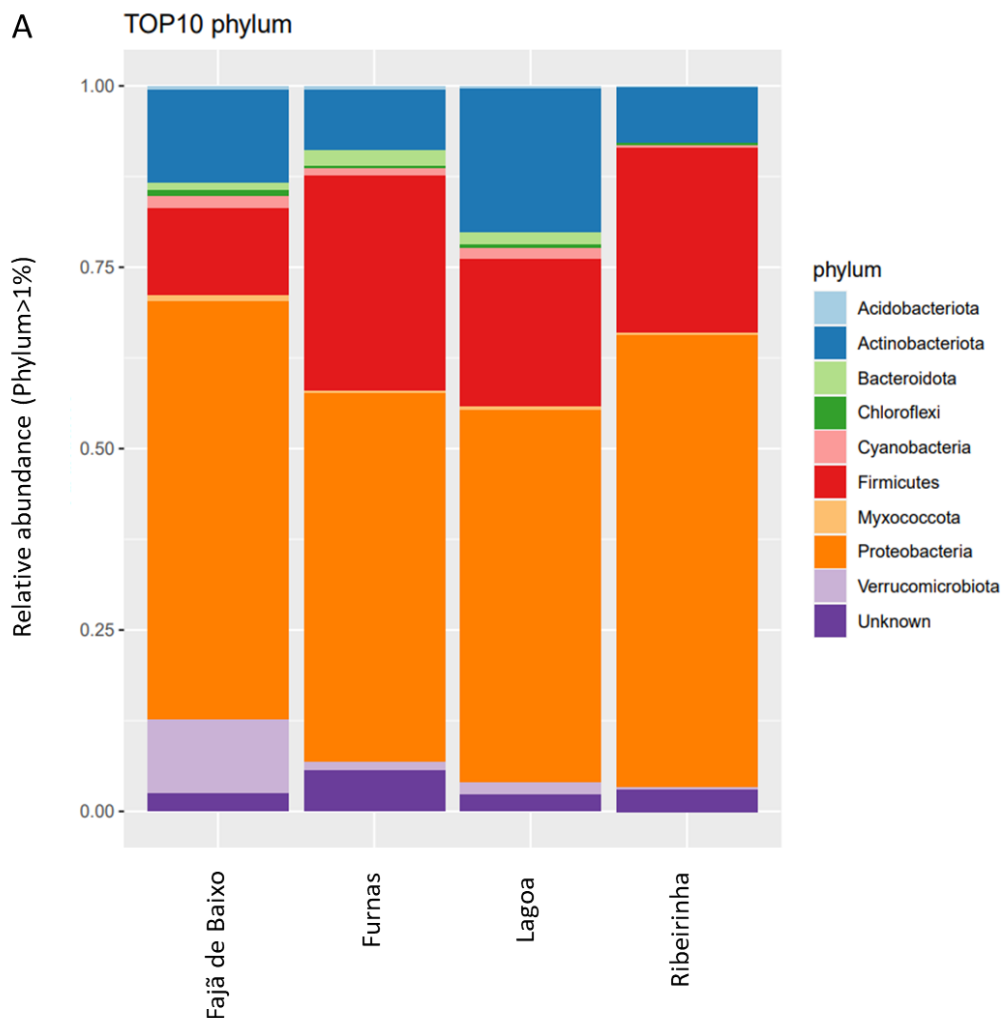 A
TOP10 phylum
Relative abundance (Phylum>1%)
1.00
0.75
0.50
0.25
0.00
Fajã de Baixo
Furnas
Lagoa
Ribeirinha
phylum
Acidobacteriota
Actinobacteriota
Bacteroidota
Chloroflexi
Cyanobacteria
Firmicutes
Myxococcota
Proteobacteria
Verrucomicrobiota
Unknown